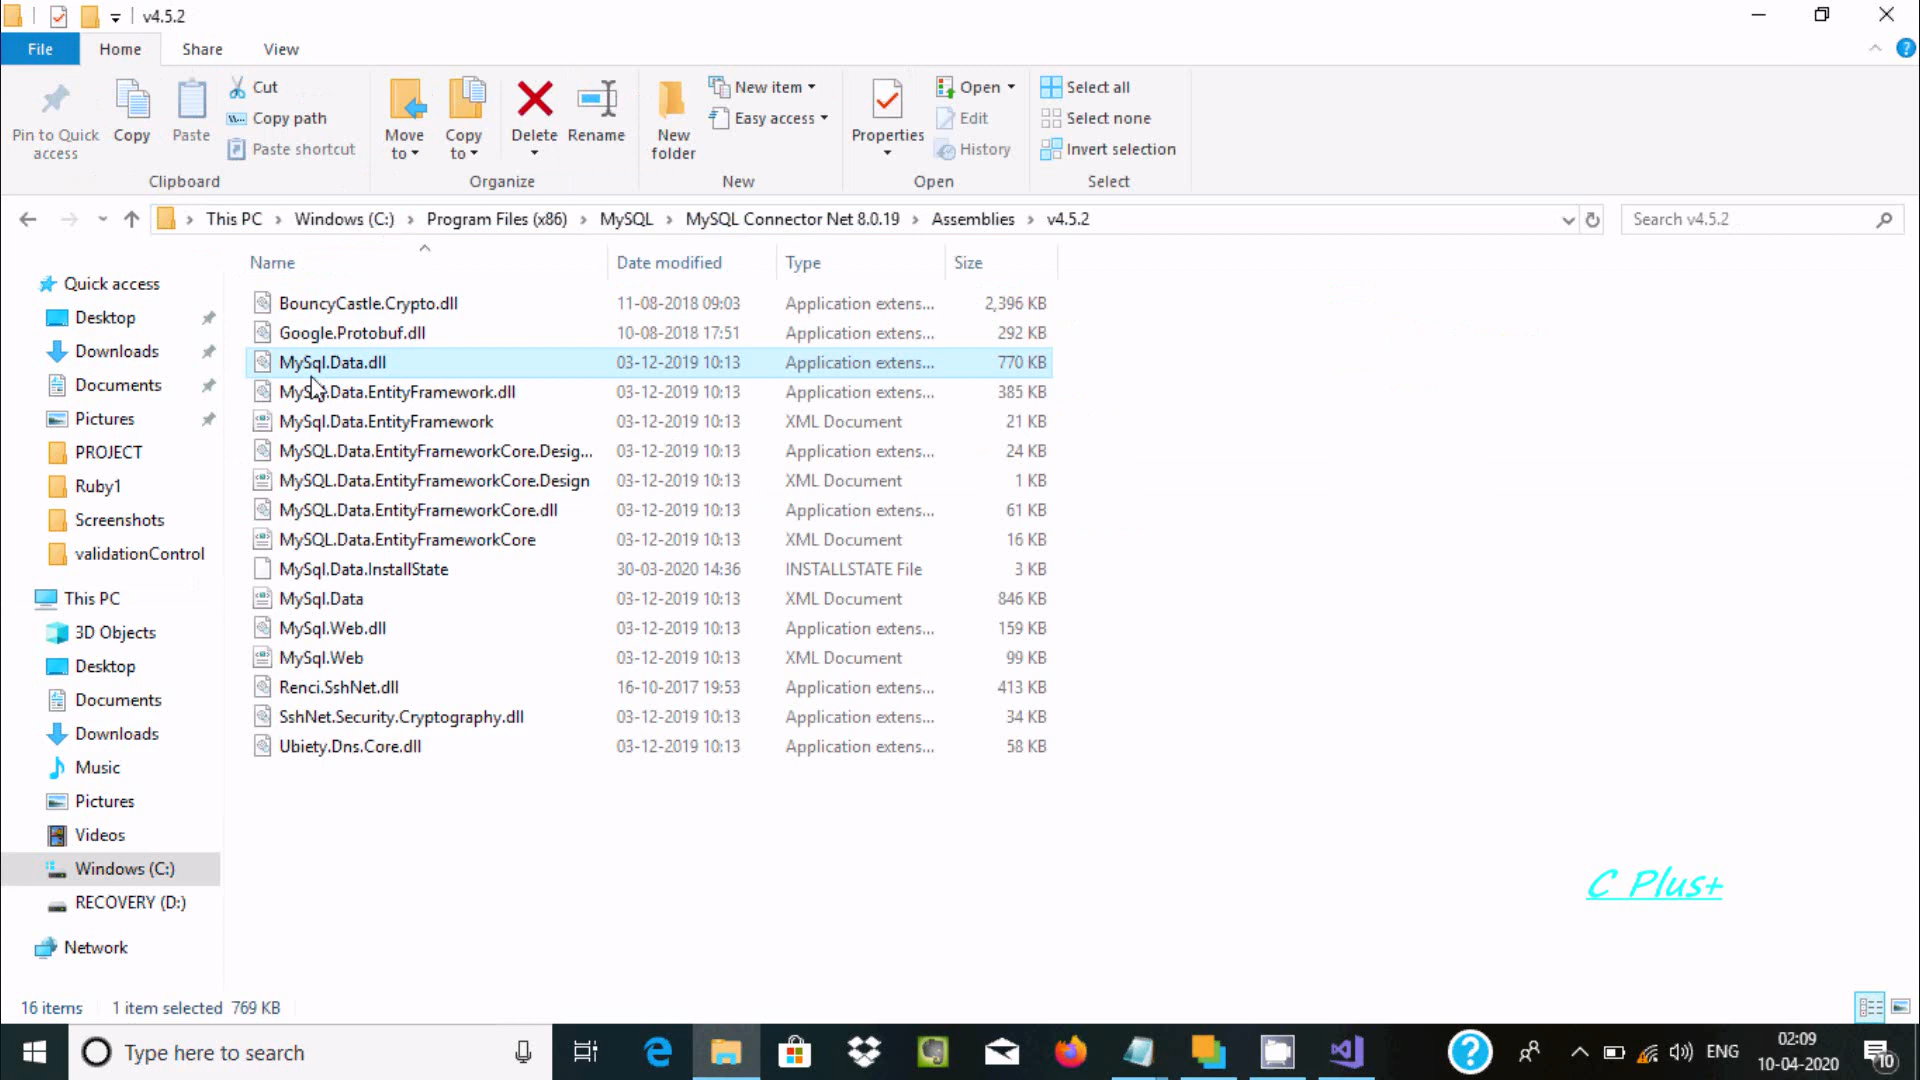 v4.5.2
File Home Share View
Pin to Quick access
Copy
Paste
Cut
Copy path
Paste shortcut
Clipboard
Move to
Copy to
Delete
Rename
Organize
New folder
New item
Easy access
New
Properties
Open
Edit
History
Open
Select all
Select none
Invert selection
Select
This PC > Windows (C:) > Program Files (x86) > MySQL > MySQL Connector Net 8.0.19 > Assemblies > v4.5.2
Search v4.5.2
Quick access
Desktop
Downloads
Documents
Pictures
PROJECT
Ruby1
Screenshots
validationControl
This PC
3D Objects
Desktop
Documents
Downloads
Music
Pictures
Videos
Windows (C:)
RECOVERY (D:)
Network
Name Date modified Type Size
BouncyCastle.Crypto.dll 11-08-2018 09:03 Application extens... 2,396 KB
Google.Protobuf.dll 10-08-2018 17:51 Application extens... 292 KB
MySql.Data.dll 03-12-2019 10:13 Application extens... 770 KB
MySql.Data.EntityFramework.dll 03-12-2019 10:13 Application extens... 385 KB
MySql.Data.EntityFramework 03-12-2019 10:13 XML Document 21 KB
MySQL.Data.EntityFrameworkCore.Desig... 03-12-2019 10:13 Application extens... 24 KB
MySQL.Data.EntityFrameworkCore.Design 03-12-2019 10:13 XML Document 1 KB
MySQL.Data.EntityFrameworkCore.dll 03-12-2019 10:13 Application extens... 61 KB
MySQL.Data.EntityFrameworkCore 03-12-2019 10:13 XML Document 16 KB
MySql.Data.InstallState 30-03-2020 14:36 INSTALLSTATE File 3 KB
MySql.Data 03-12-2019 10:13 XML Document 846 KB
MySql.Web.dll 03-12-2019 10:13 Application extens... 159 KB
MySql.Web 03-12-2019 10:13 XML Document 99 KB
Renci.SshNet.dll 16-10-2017 19:53 Application extens... 413 KB
SshNet.Security.Cryptography.dll 03-12-2019 10:13 Application extens... 34 KB
Ubiety.Dns.Core.dll 03-12-2019 10:13 Application extens... 58 KB
C Plus+
16 items 1 item selected 769 KB
Type here to search
ENG
02:09
10-04-2020
10